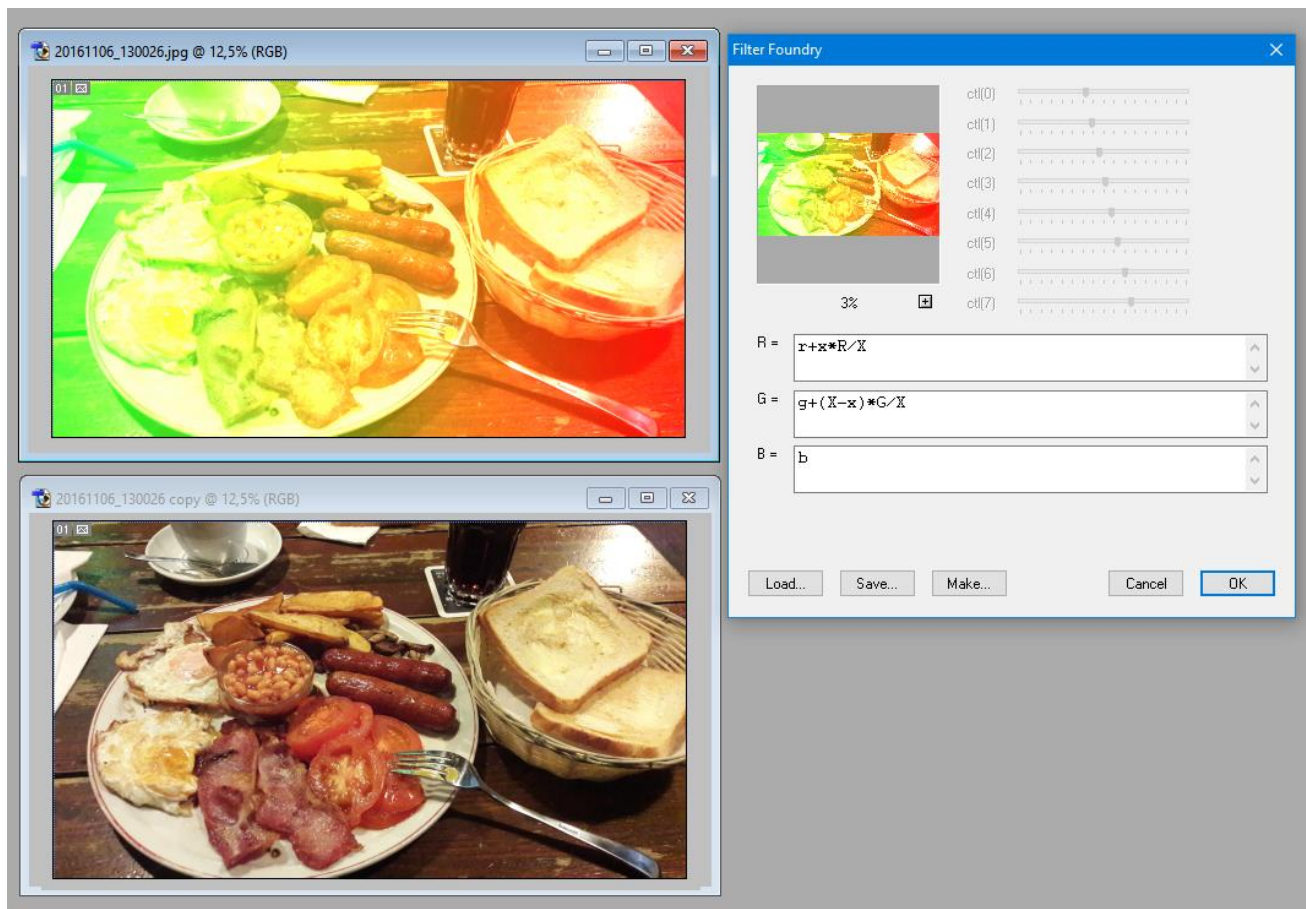 20161106_130026.jpg @ 12,5% (RGB)
01
Filter Foundry
ctl(0)
ctl(1)
ctl(2)
ctl(3)
ctl(4)
ctl(5)
ctl(6)
ctl(7)
3%
R = r+x*R/X
G = g+(X-x)*G/X
B = b
Load... Save... Make... Cancel OK
20161106_130026 copy @ 12,5% (RGB)
01